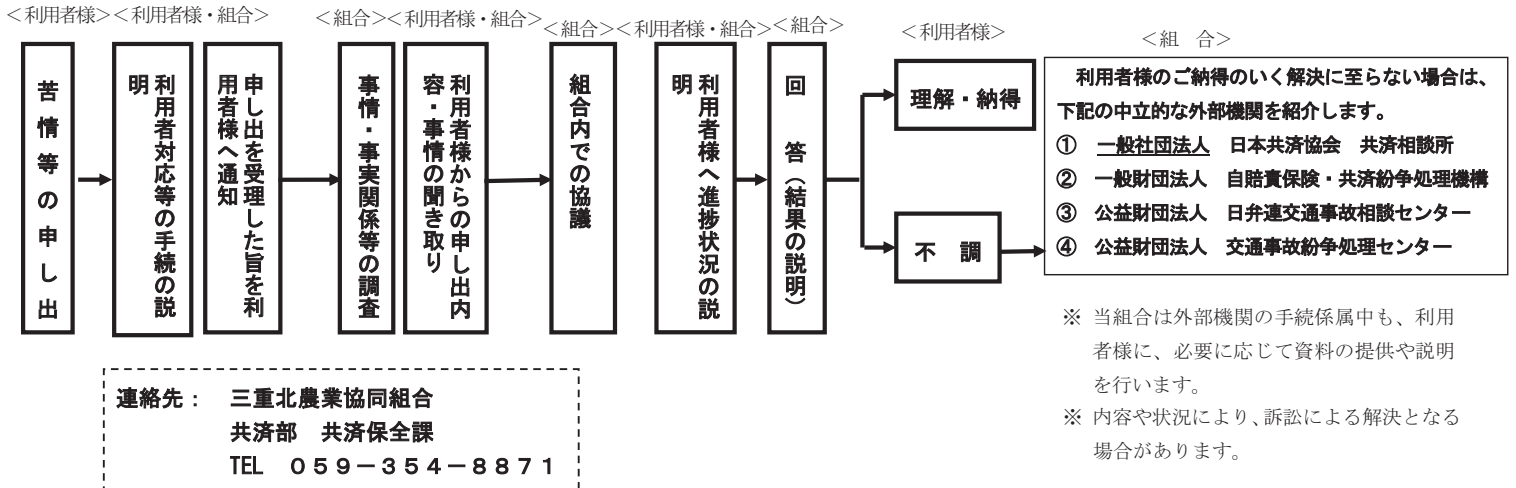 ＜利用者様＞＜利用者様・組合＞
＜組合＞＜利用者様・組合＞
＜組合＞＜利用者様・組合＞＜組合＞
＜利用者様＞
＜組　合＞
苦情等の申し出
利用者対応等の手続の説
明
申し出を受理した旨を利
用者様へ通知
事情・事実関係等の調査
利用者様からの申し出内
容・事情の聞き取り
組合内での協議
利用者様へ進捗状況の説
明
回　答（結果の説明）
理解・納得
不　調
利用者様のご納得のいく解決に至らない場合は、
下記の中立的な外部機関を紹介します。
①　一般社団法人　日本共済協会　共済相談所
②　一般財団法人　自賠責保険・共済紛争処理機構
③　公益財団法人　日弁連交通事故相談センター
④　公益財団法人　交通事故紛争処理センター
※ 当組合は外部機関の手続係属中も、利用
者様に、必要に応じて資料の提供や説明
を行います。
※ 内容や状況により、訴訟による解決となる
場合があります。
連絡先：　三重北農業協同組合
共済部　共済保全課
TEL　０５９－３５４－８８７１